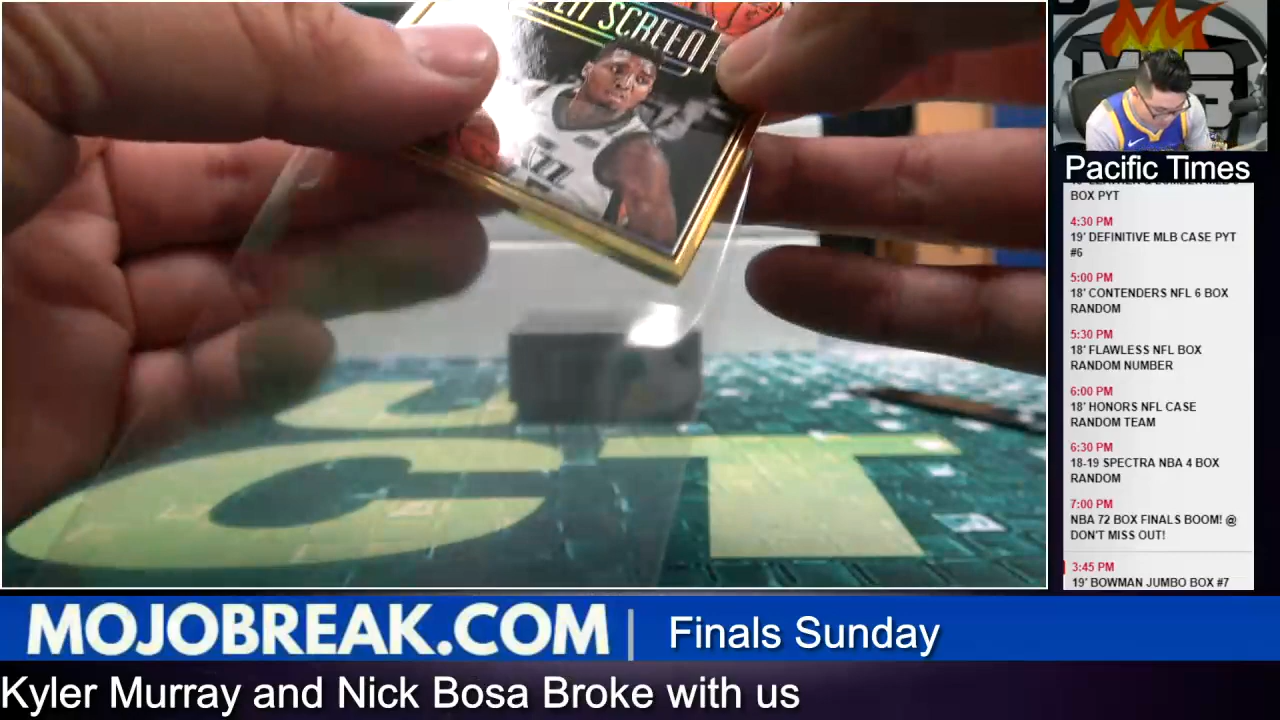 SCREEN
Pacific Times
BOX PYT
4:30 PM
19' DEFINITIVE MLB CASE PYT
#6
5:00 PM
18' CONTENDERS NFL 6 BOX
RANDOM
5:30 PM
18' FLAWLESS NFL BOX
RANDOM NUMBER
6:00 PM
18' HONORS NFL CASE
RANDOM TEAM
6:30 PM
18-19 SPECTRA NBA 4 BOX
RANDOM
7:00 PM
NBA 72 BOX FINALS BOOM! @
DON'T MISS OUT!
3:45 PM
19' BOWMAN JUMBO BOX #7
MOJOBREAK.COM | Finals Sunday
Kyler Murray and Nick Bosa Broke with us